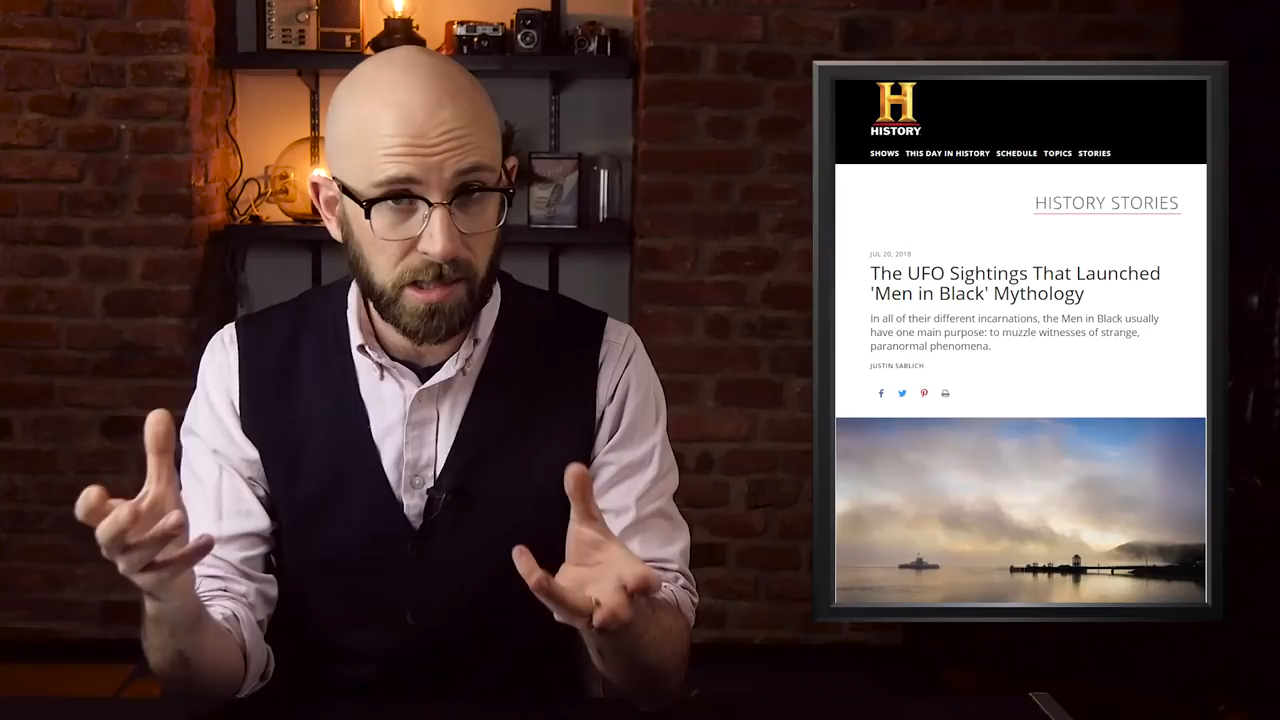 H
HISTORY
SHOWS THIS DAY IN HISTORY SCHEDULE TOPICS STORIES
HISTORY STORIES
JUL 20, 2018
The UFO Sightings That Launched
'Men in Black' Mythology
In all of their different incarnations, the Men in Black usually
have one main purpose: to muzzle witnesses of strange,
paranormal phenomena.
JUSTIN SABLICH